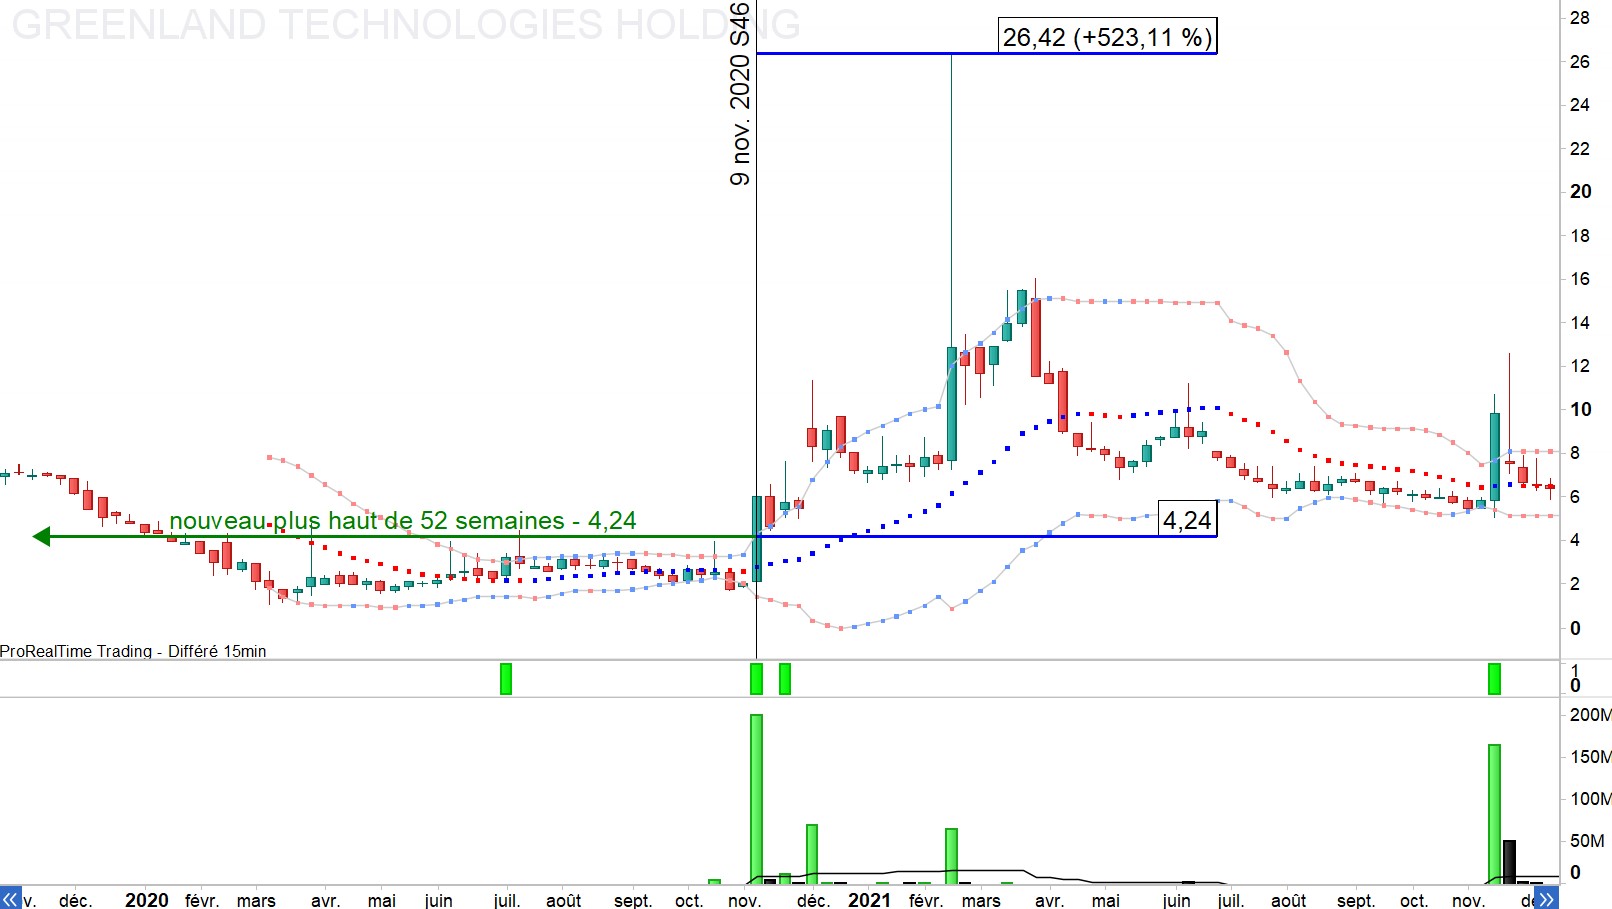 GREENLAND TECHNOLOGIES HOLDING
9 nov. 2020 S46
26,42 (+523,11 %)
nouveau plus haut de 52 semaines - 4,24
4,24
28
26
24
22
20
18
16
14
12
10
8
6
4
2
0
ProRealTime Trading - Différé 15min
1
0
200M
150M
100M
50M
0
v. déc. 2020 févr. mars avr. mai juin juil. août sept. oct. nov. déc. 2021 févr. mars avr. mai juin juil. août sept. oct. nov. de